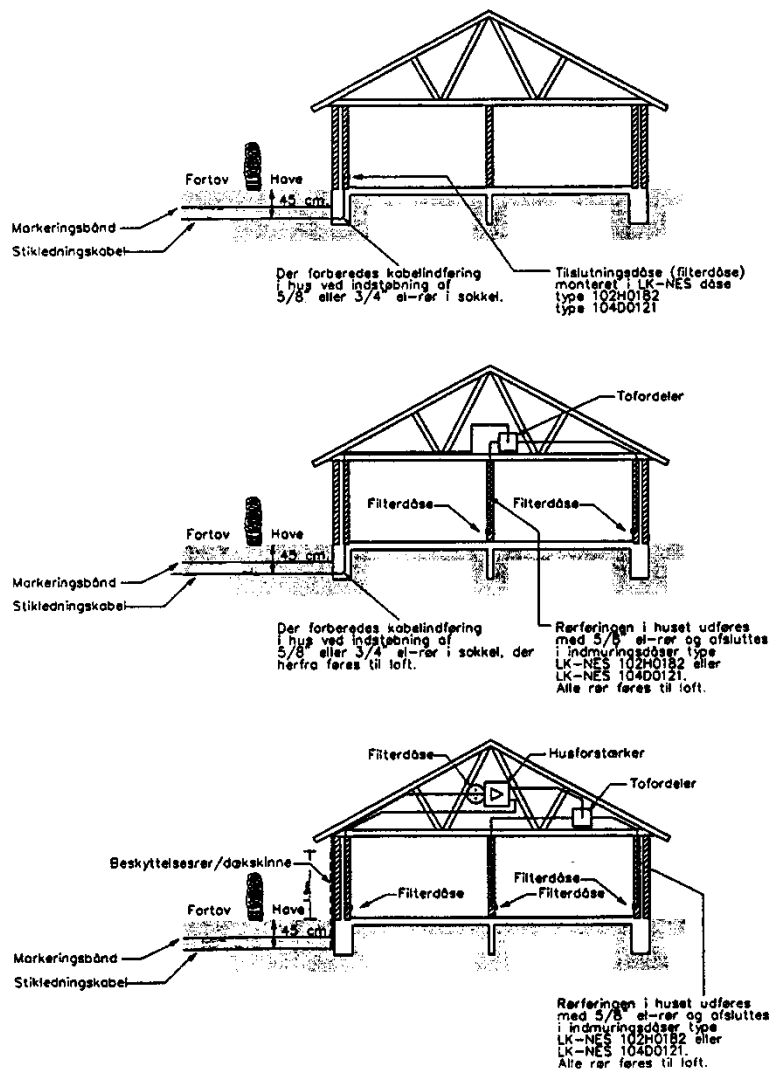 Fortov
Have
45 cm.
Markeringsbånd
Stikledningskabel
Der forberedes kabelindføring
i hus ved indstøbning af
5/8" eller 3/4" el-rør i sokkel.
Tilslutningsdåse (filterdåse)
monteret i LK-NES dåse
type 102H0182
type 104D0121
Tofordeler
Filterdåse
Filterdåse
Fortov
Have
45 cm.
Markeringsbånd
Stikledningskabel
Der forberedes kabelindføring
i hus ved indstøbning af
5/8" eller 3/4" el-rør i sokkel, der
herfra føres til loft.
Rørføringen i huset udføres
med 5/8" el-rør og afsluttes
i indmuringsdåser type
LK-NES 102H0182 eller
LK-NES 104D0121.
Alle rør føres til loft.
Filterdåse
Husforstærker
Tofordeler
Beskyttelsesrør/dækskinne
Filterdåse
Filterdåse
Filterdåse
Fortov
Have
45 cm
Markeringsbånd
Stikledningskabel
Rørføringen i huset udføres
med 5/8" el-rør og afsluttes
i indmuringsdåser type
LK-NES 102H0182 eller
LK-NES 104D0121.
Alle rør føres til loft.